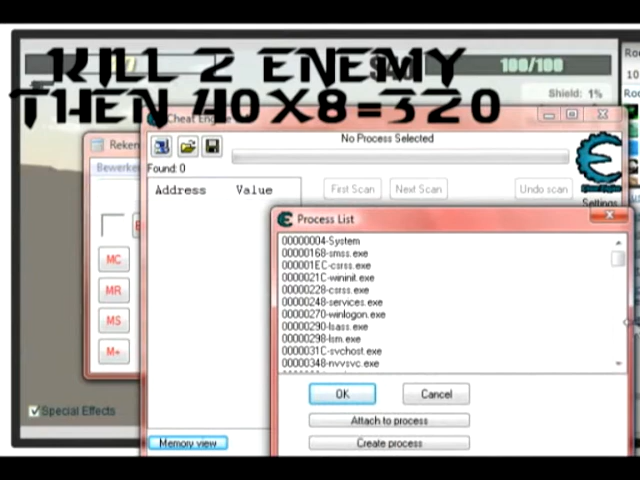 KILL 2 ENEMY
THEN 40X8=320
100/100
Shield: 1%
Cheat Engine
No Process Selected
Found: 0
Address Value
First Scan
Next Scan
Undo scan
Settings
Reken
Bewerken
MC
MR
MS
M+
Process List
00000004-System
00000168-smss.exe
000001EC-csrss.exe
0000021C-wininit.exe
00000228-csrss.exe
00000248-services.exe
00000270-winlogon.exe
00000290-lsass.exe
00000298-lsm.exe
0000031C-svchost.exe
00000348-nvvsvc.exe
OK
Cancel
Attach to process
Create process
Special Effects
Memory view